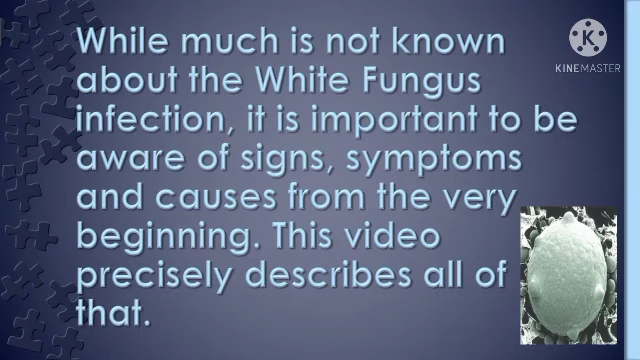 While much is not known
about the White Fungus
infection, it is important to be
aware of signs, symptoms
and causes from the very
beginning. This video
precisely describes all of
that.
K
KINEMASTER